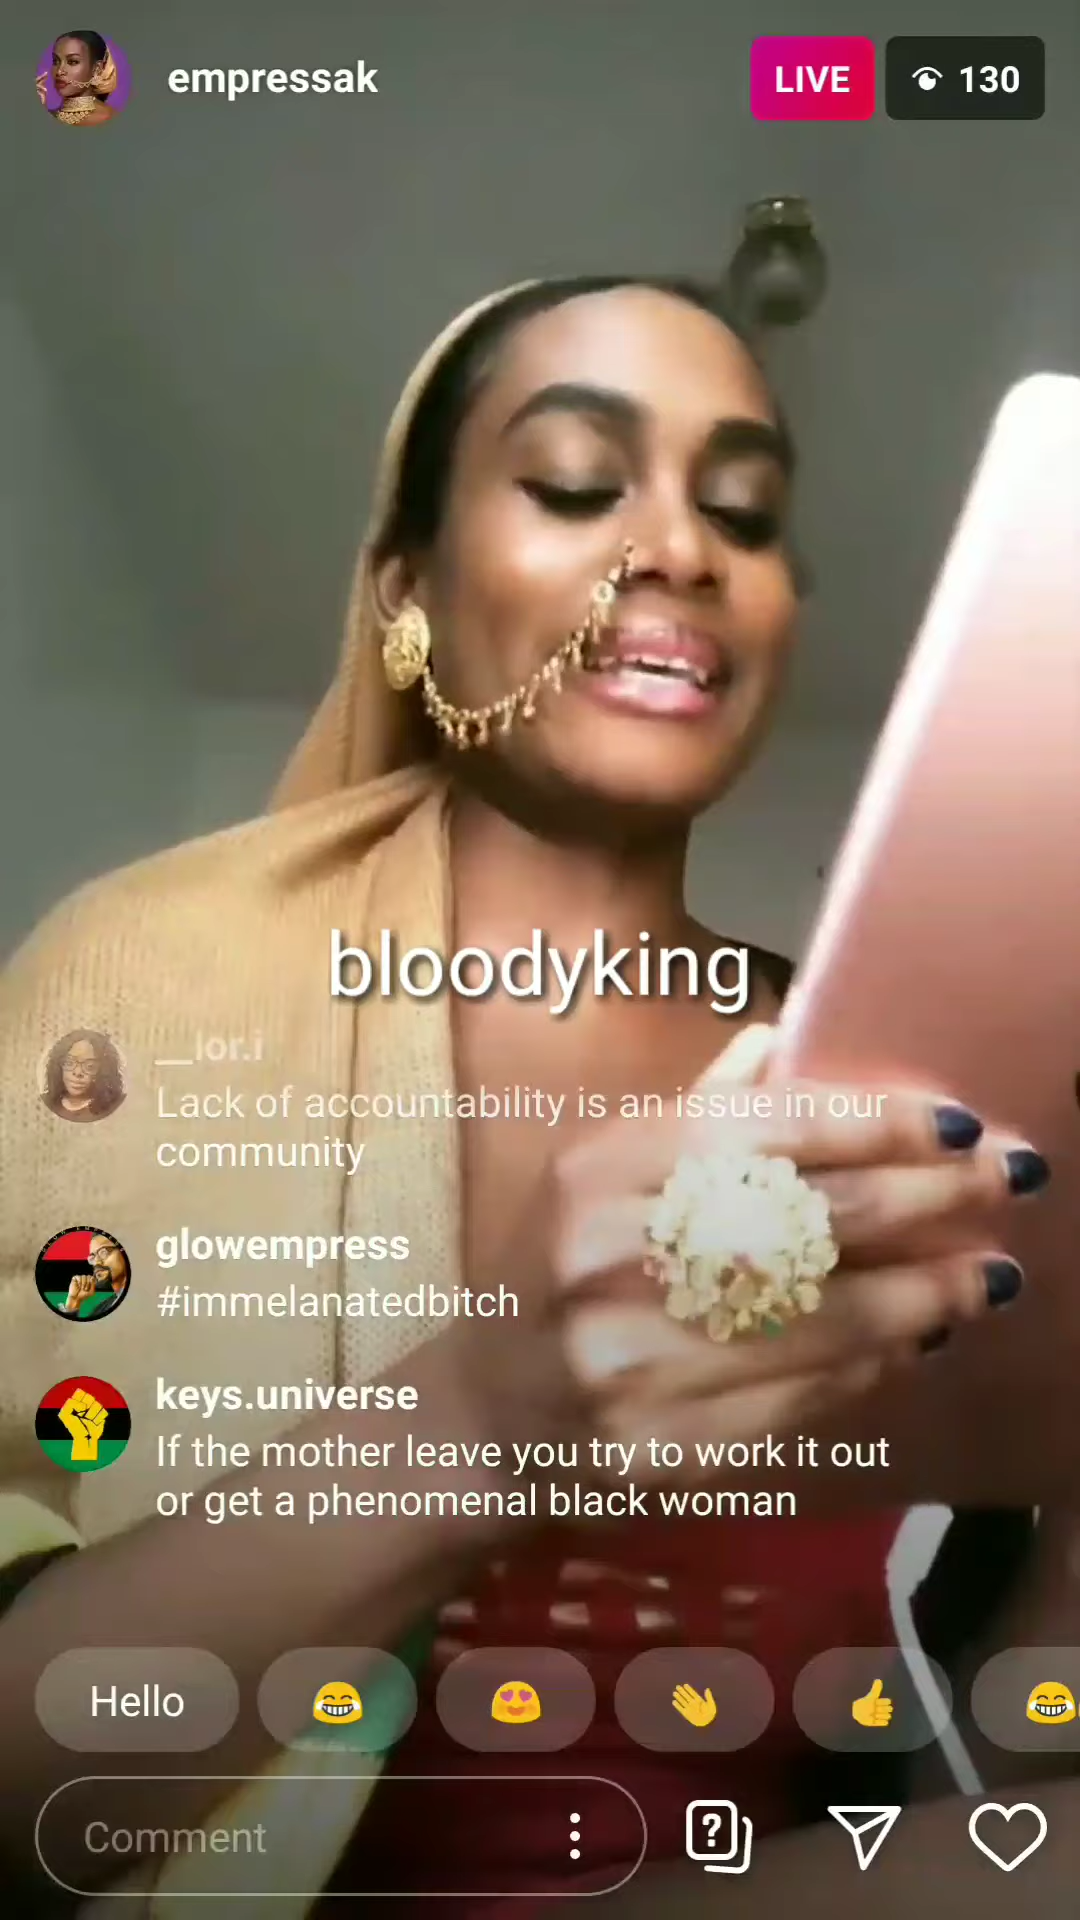 empressak
LIVE
130
bloodyking
__lor.i
Lack of accountability is an issue in our
community
glowempress
#immelanatedbitch
keys.universe
If the mother leave you try to work it out
or get a phenomenal black woman
Hello
Comment